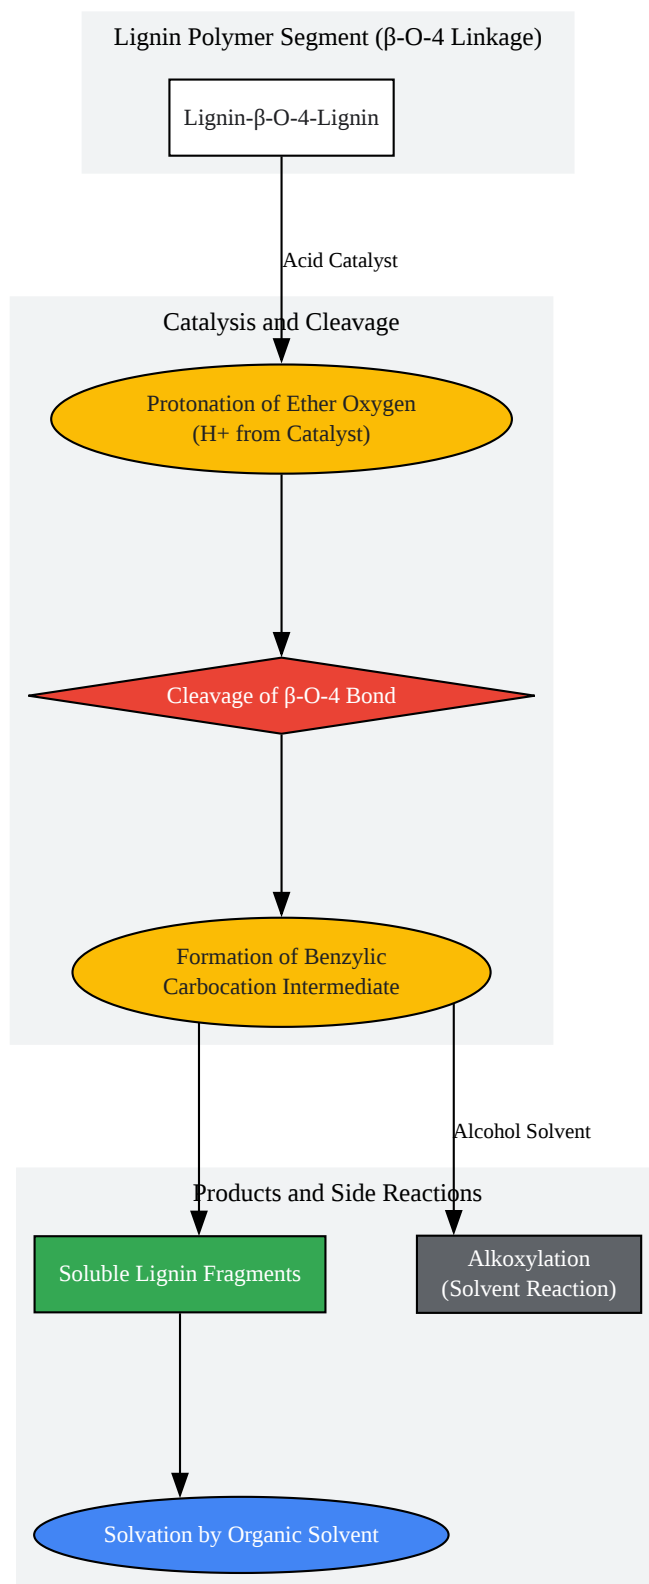 Lignin Polymer Segment (β-O-4 Linkage)
Lignin-β-O-4-Lignin
Acid Catalyst
Catalysis and Cleavage
Protonation of Ether Oxygen
(H+ from Catalyst)
Cleavage of β-O-4 Bond
Formation of Benzylic
Carbocation Intermediate
Alcohol Solvent
Products and Side Reactions
Soluble Lignin Fragments
Alkoxylation
(Solvent Reaction)
Solvation by Organic Solvent